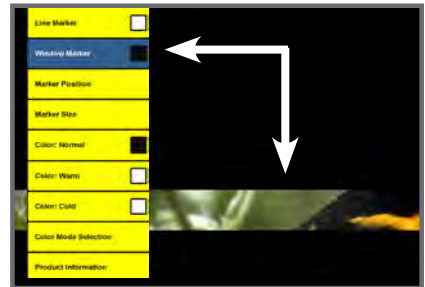 Line Marker
Window Marker
Marker Position
Marker Size
Color: Normal
Color: Warm
Color: Cold
Color Mode Selection
Product Information